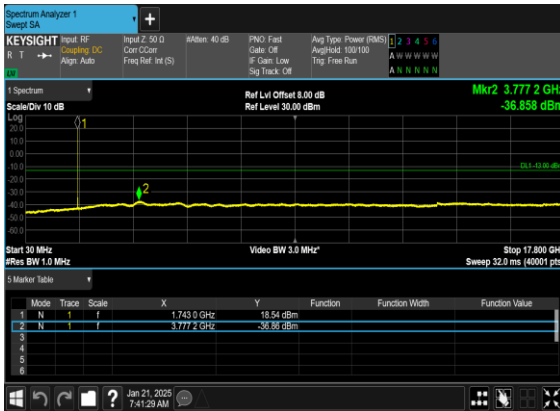 Spectrum Analyzer 1
Swept SA
+
KEYSIGHT Input: RF Input Z: 50 Ω #Atten: 40 dB PNO: Fast Avg Type: Power (RMS) 1 2 3 4 5 6
R T Coupling: DC Corr CCorr Gate: Off Avg|Hold: 100/100 A W W W W W
Align: Auto Freq Ref: Int (S) IF Gain: Low Trig: Free Run A N N N N N
Sig Track: Off
1 Spectrum Ref Lvl Offset 8.00 dB Mkr2 3.777 2 GHz
Scale/Div 10 dB Ref Level 30.00 dBm -36.858 dBm
Log
1
20.0
10.0
0.00
-10.0
DL1 -13.00 dBm
-20.0
-30.0
2
-40.0
-50.0
-60.0
Start 30 MHz Video BW 3.0 MHz* Stop 17.800 GHz
#Res BW 1.0 MHz Sweep 32.0 ms (40001 pts)
5 Marker Table
Mode Trace Scale X Y Function Function Width Function Value
1 N 1 f 1.743 0 GHz 18.54 dBm
2 N 1 f 3.777 2 GHz -36.86 dBm
3
4
5
6
? Jan 21, 2025
7:41:29 AM